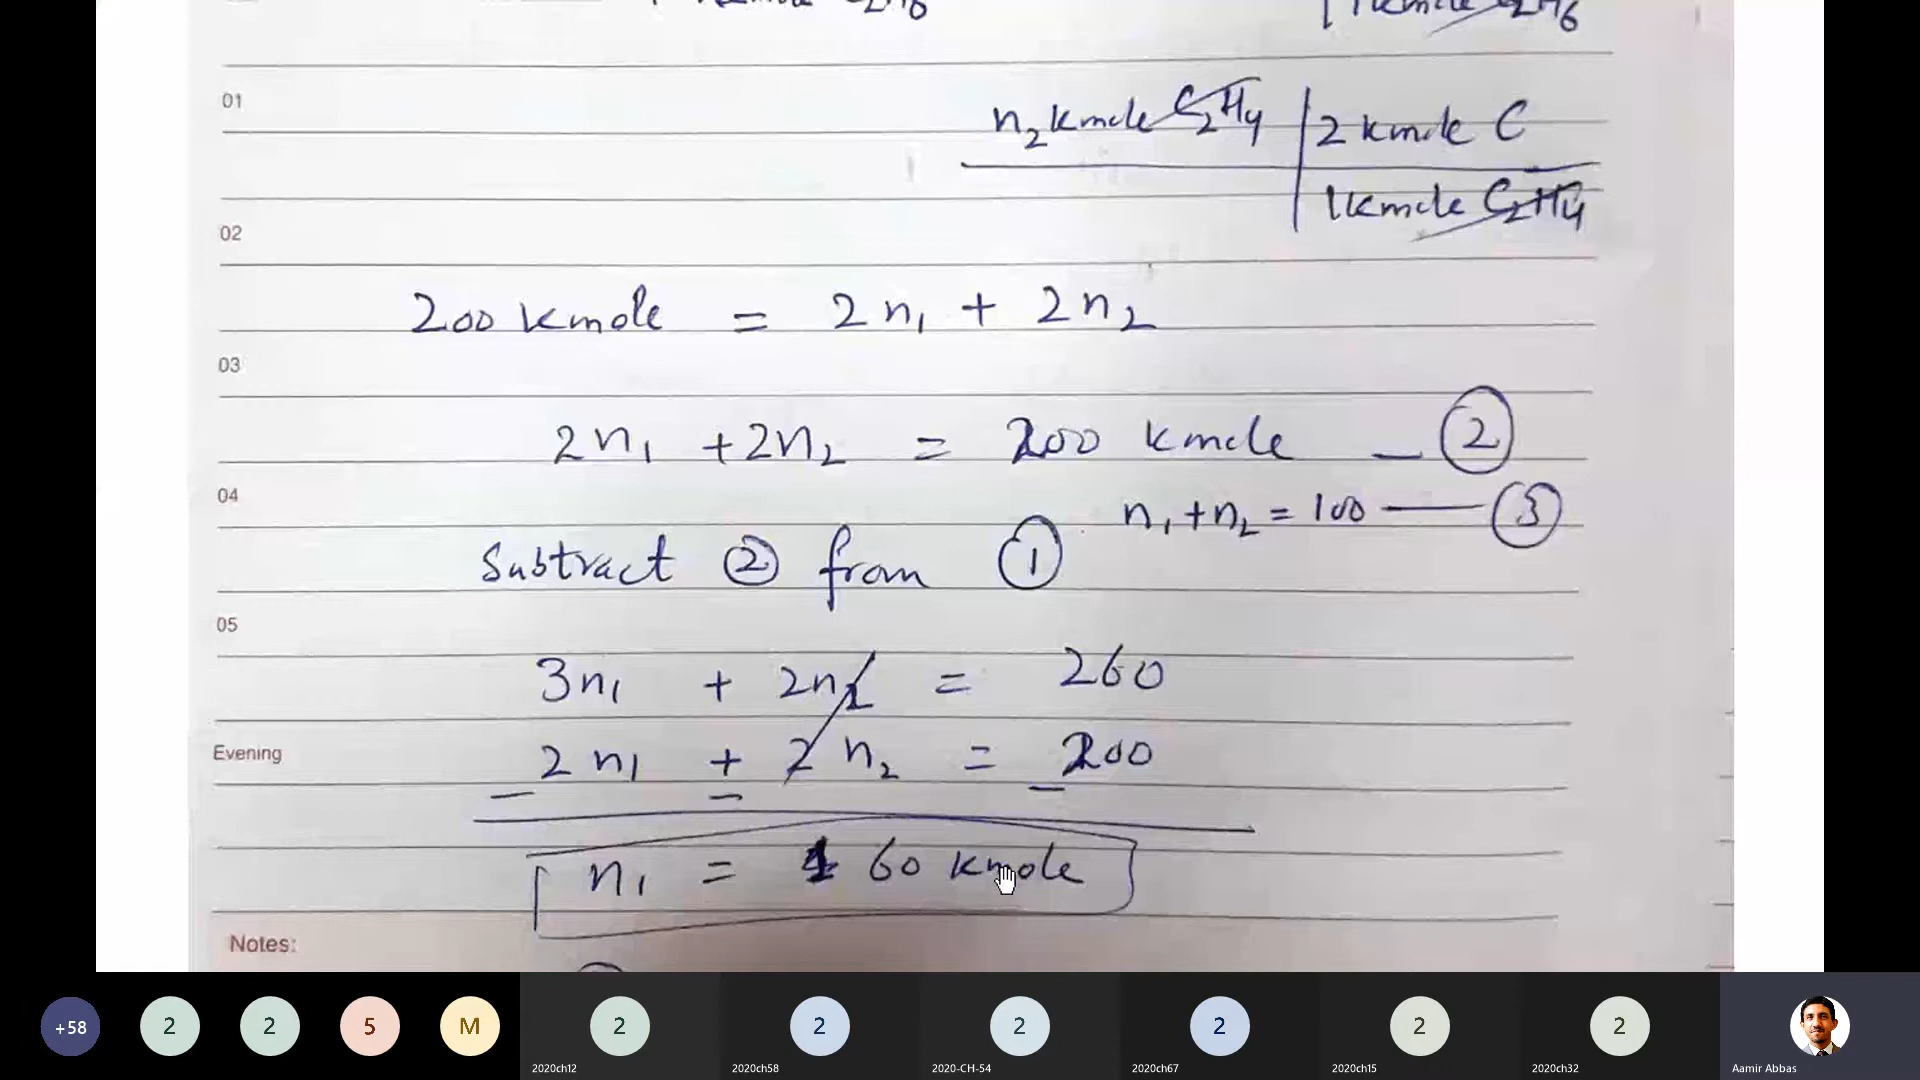 n₂ kmole C₂H₄ | 2 kmole C
1 kmole C₂H₄
01
02
200 kmole = 2n₁ + 2n₂
03
2n₁ + 2n₂ = 200 kmole — ②
04
n₁ + n₂ = 100 — ③
Subtract ② from ①
05
3n₁ + 2n₂ = 260
Evening
2n₁ + 2n₂ = 200
n₁ = 60 kmole
Notes:
+58 2 2 5 M 2 2 2 2 2 2
2020ch12 2020ch58 2020-CH-54 2020ch67 2020ch15 2020ch32 Aamir Abbas